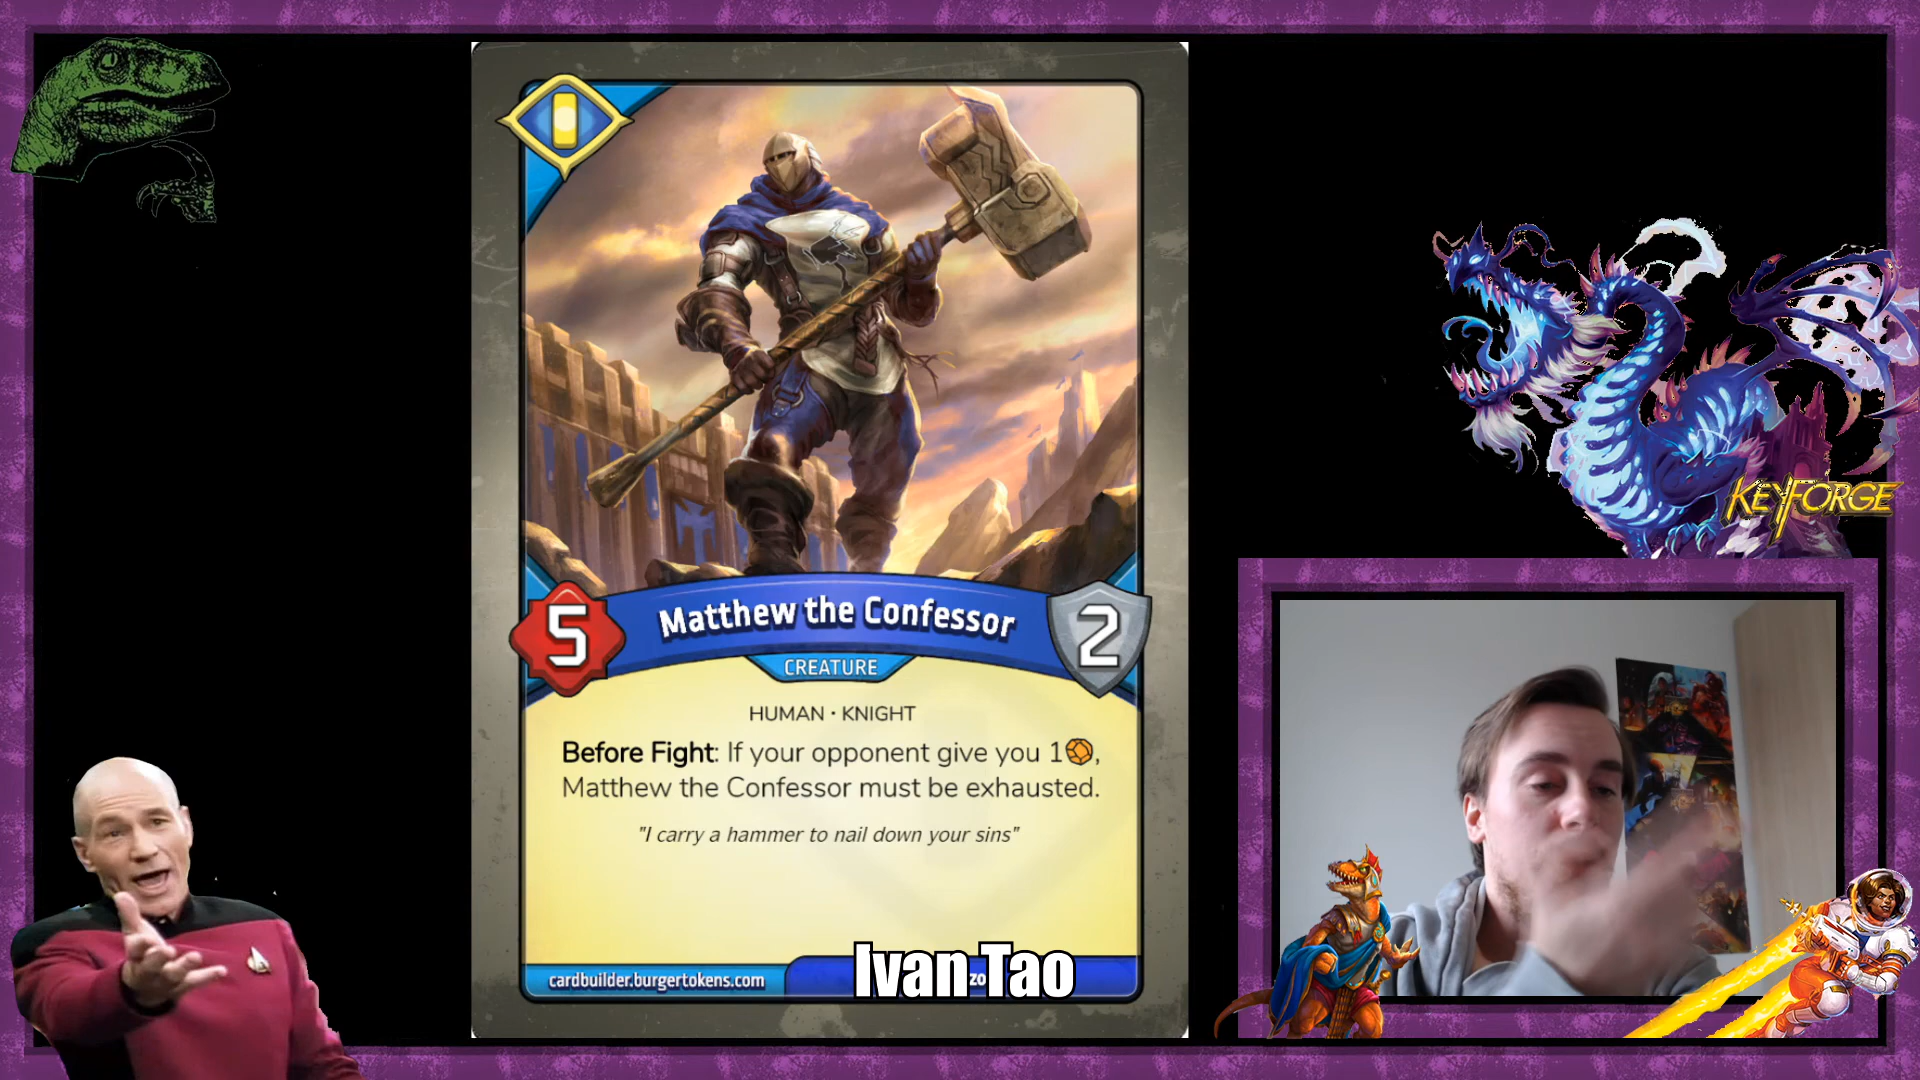 KEYFORGE
5
Matthew the Confessor
2
CREATURE
HUMAN • KNIGHT
Before Fight: If your opponent give you 1,
Matthew the Confessor must be exhausted.
"I carry a hammer to nail down your sins"
cardbuilder.burgertokens.com
Ivan Tao